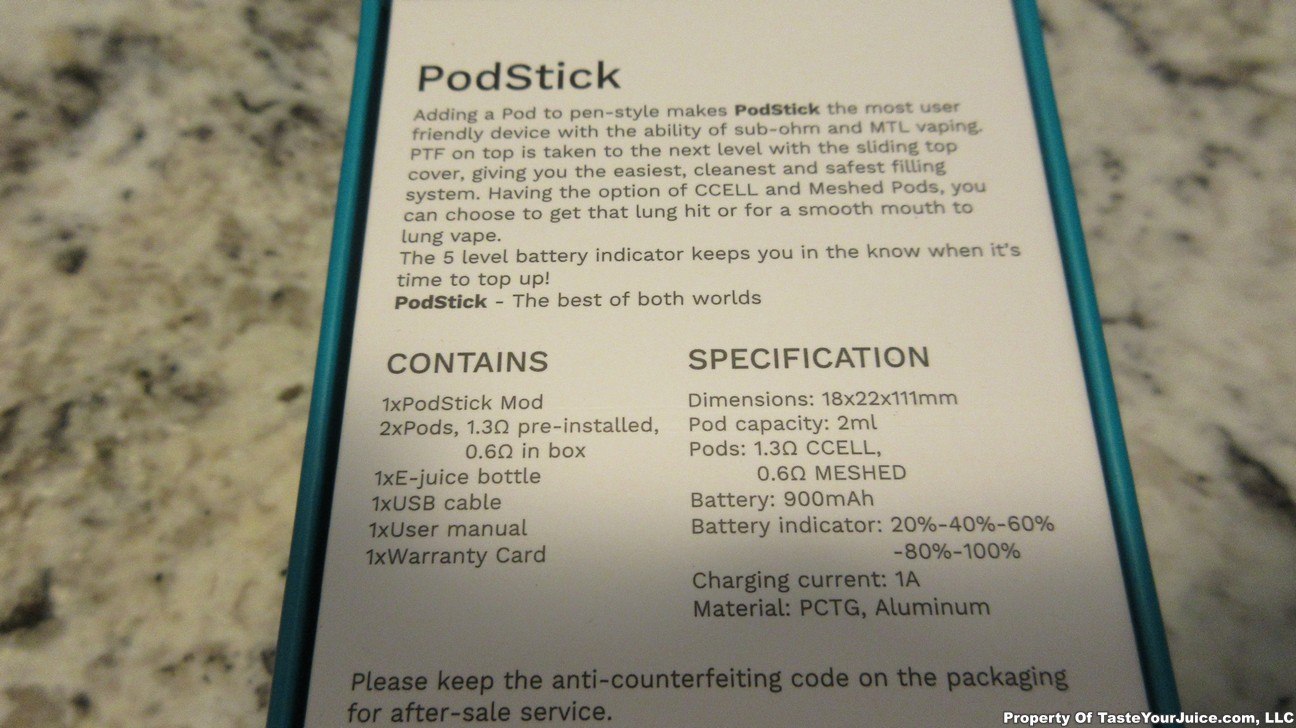 PodStick
Adding a Pod to pen-style makes PodStick the most user
friendly device with the ability of sub-ohm and MTL vaping.
PTF on top is taken to the next level with the sliding top
cover, giving you the easiest, cleanest and safest filling
system. Having the option of CCELL and Meshed Pods, you
can choose to get that lung hit or for a smooth mouth to
lung vape.
The 5 level battery indicator keeps you in the know when it's
time to top up!
PodStick - The best of both worlds
CONTAINS
1xPodStick Mod
2xPods, 1.3Ω pre-installed,
0.6Ω in box
1xE-juice bottle
1xUSB cable
1xUser manual
1xWarranty Card
SPECIFICATION
Dimensions: 18x22x111mm
Pod capacity: 2ml
Pods: 1.3Ω CCELL,
0.6Ω MESHED
Battery: 900mAh
Battery indicator: 20%-40%-60%
-80%-100%
Charging current: 1A
Material: PCTG, Aluminum
Please keep the anti-counterfeiting code on the packaging
for after-sale service.
Property Of TasteYourJuice.com, LLC